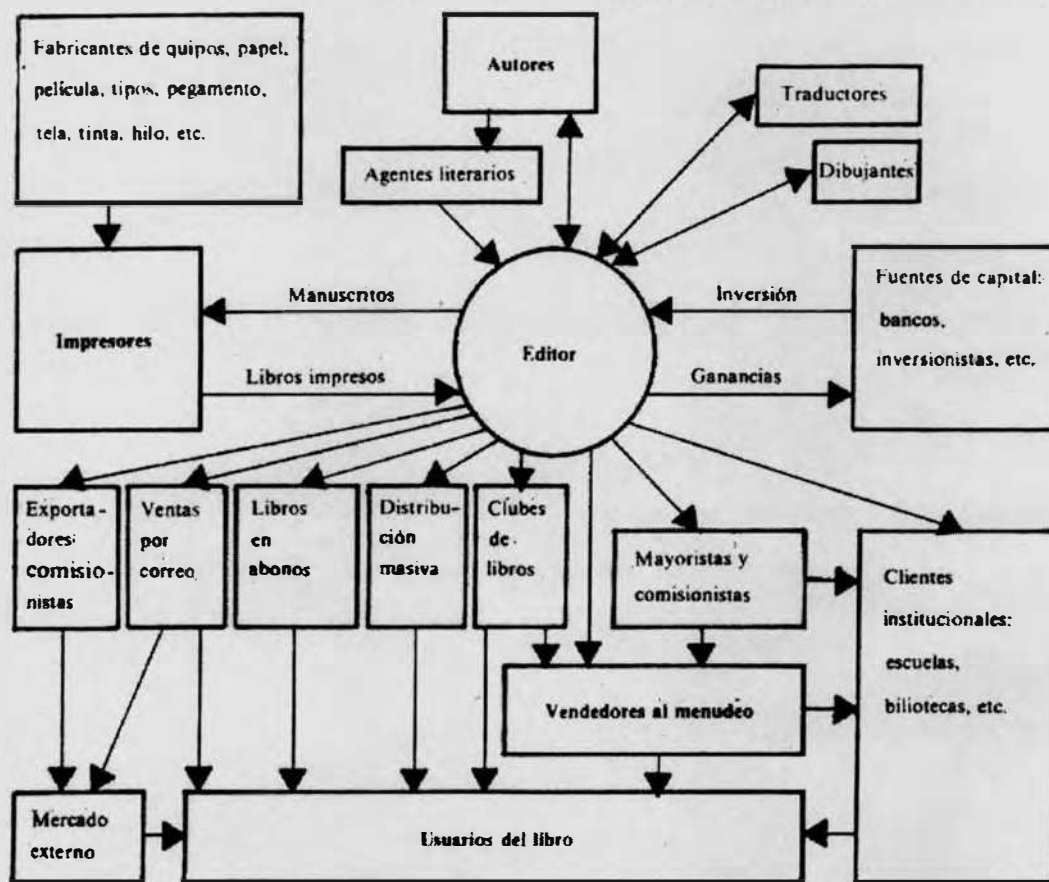 Fabricantes de quipos, papel,
película, tipos, pegamento,
tela, tinta, hilo, etc.
Autores
Traductores
Agentes literarios
Dibujantes
Impresores
Manuscritos
Libros impresos
Editor
Inversión
Ganancias
Fuentes de capital:
bancos,
inversionistas, etc.
Exporta-
dores:
comisio-
nistas
Ventas
por
correo
Libros
en
abonos
Distribu-
ción
masiva
Clubes
de
libros
Mayoristas y
comisionistas
Clientes
institucionales:
escuelas,
biliotecas, etc.
Vendedores al menudeo
Mercado
externo
Usuarios del libro